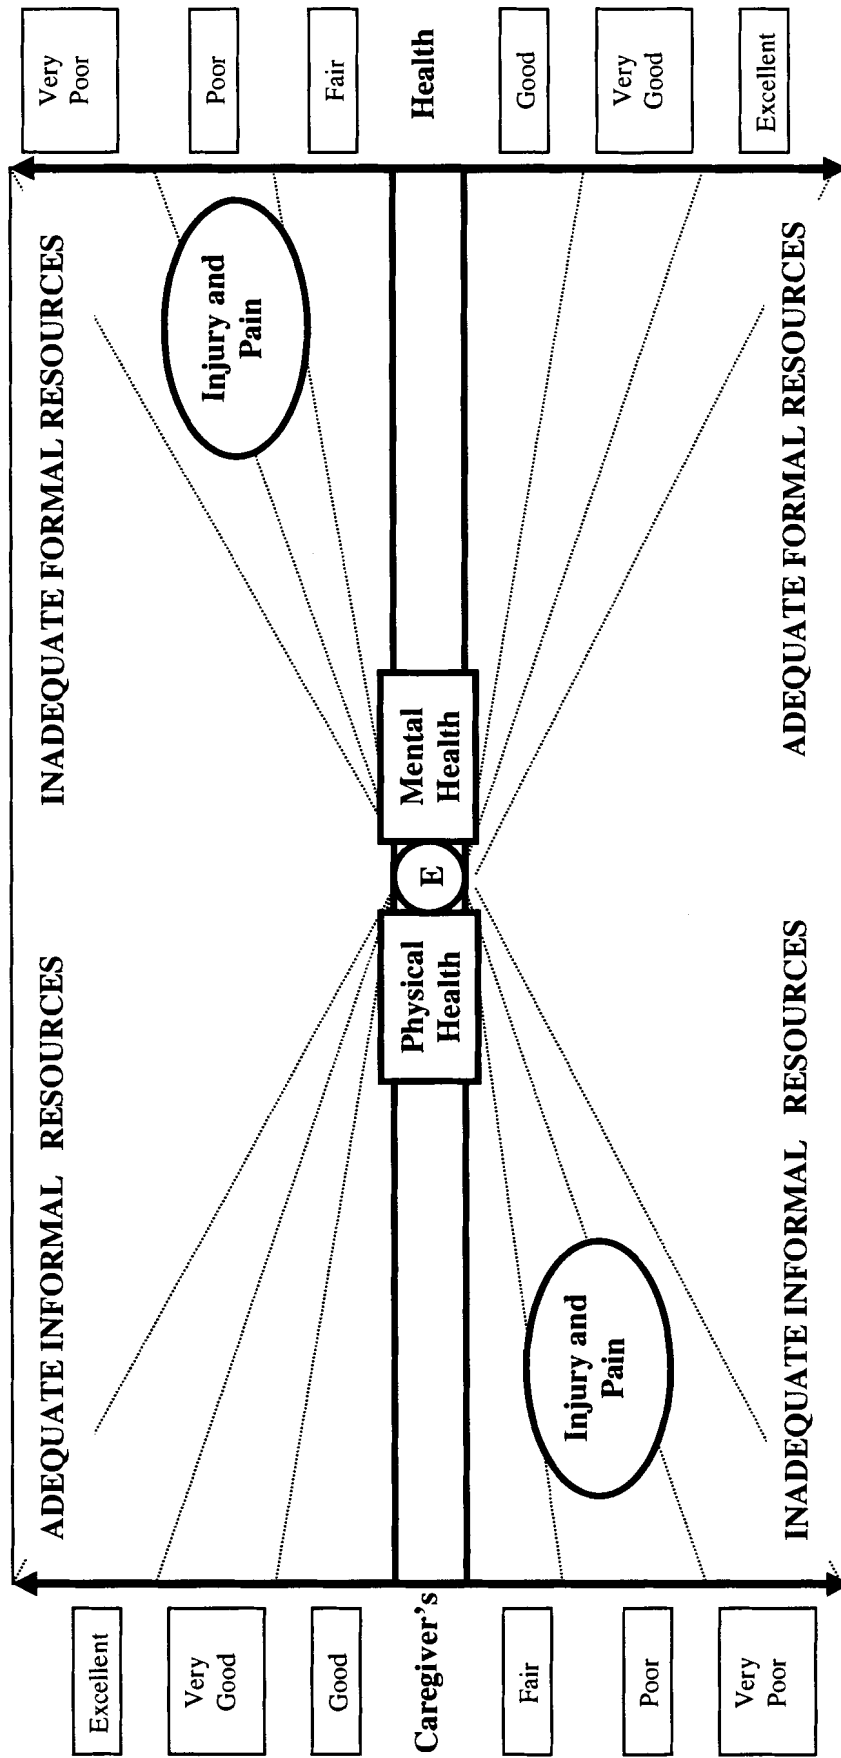 ADEQUATE INFORMAL RESOURCES
INADEQUATE FORMAL RESOURCES
Excellent
Very
Good
Good
Caregiver's
Fair
Poor
Very
Poor
Physical
Health
E
Mental
Health
Injury and
Pain
Injury and
Pain
Very
Poor
Poor
Fair
Health
Good
Very
Good
Excellent
INADEQUATE INFORMAL RESOURCES
ADEQUATE FORMAL RESOURCES